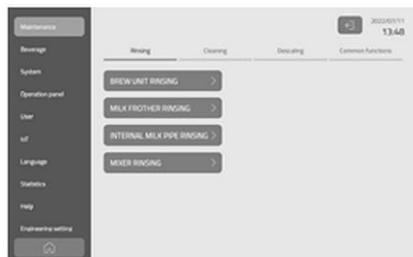 Maintenance
2022/07/11
13:48
Beverage
Rinsing
Cleaning
Descaling
Common functions
System
BREW UNIT RINSING
Operation panel
MILK FROTHER RINSING
User
INTERNAL MILK PIPE RINSING
IoT
MIXER RINSING
Language
Statistics
Help
Engineering setting